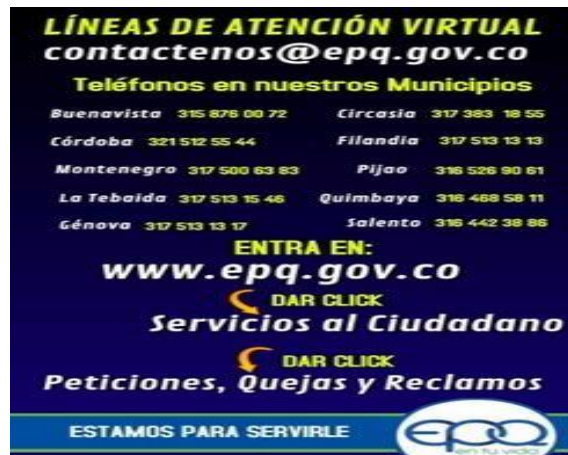 LÍNEAS DE ATENCIÓN VIRTUAL
contactenos@epq.gov.co
Teléfonos en nuestros Municipios
Buenavista 315 876 00 72 Circasia 317 383 18 55
Córdoba 321 512 55 44 Filandia 317 513 13 13
Montenegro 317 500 63 83 Pijao 316 526 90 61
La Tebaida 317 513 15 46 Quimbaya 316 468 58 11
Génova 317 513 13 17 Salento 316 442 38 86
ENTRA EN:
www.epq.gov.co
DAR CLICK
Servicios al Ciudadano
DAR CLICK
Peticiones, Quejas y Reclamos
ESTAMOS PARA SERVIRLE
epq
en tu vida